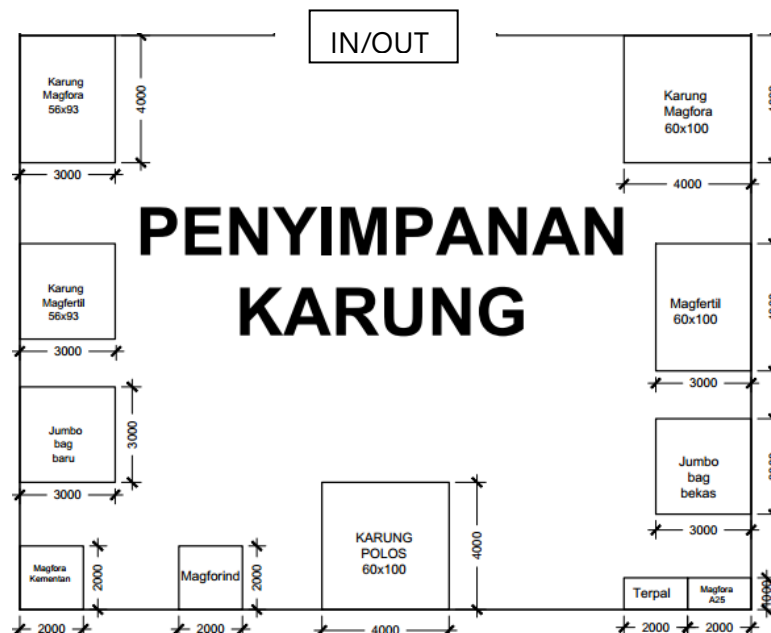 IN/OUT
Karung
Magfora
56x93
4000
3000
Karung
Magfora
60x100
4000
PENYIMPANAN
KARUNG
Karung
Magfertil
56x93
3000
Magfertil
60x100
3000
Jumbo
bag
baru
3000
3000
Jumbo
bag
bekas
3000
Magfora
Kementan
2000
2000
Magforind
2000
2000
KARUNG
POLOS
60x100
4000
4000
Terpal
2000
Magfora
A25
1000
2000